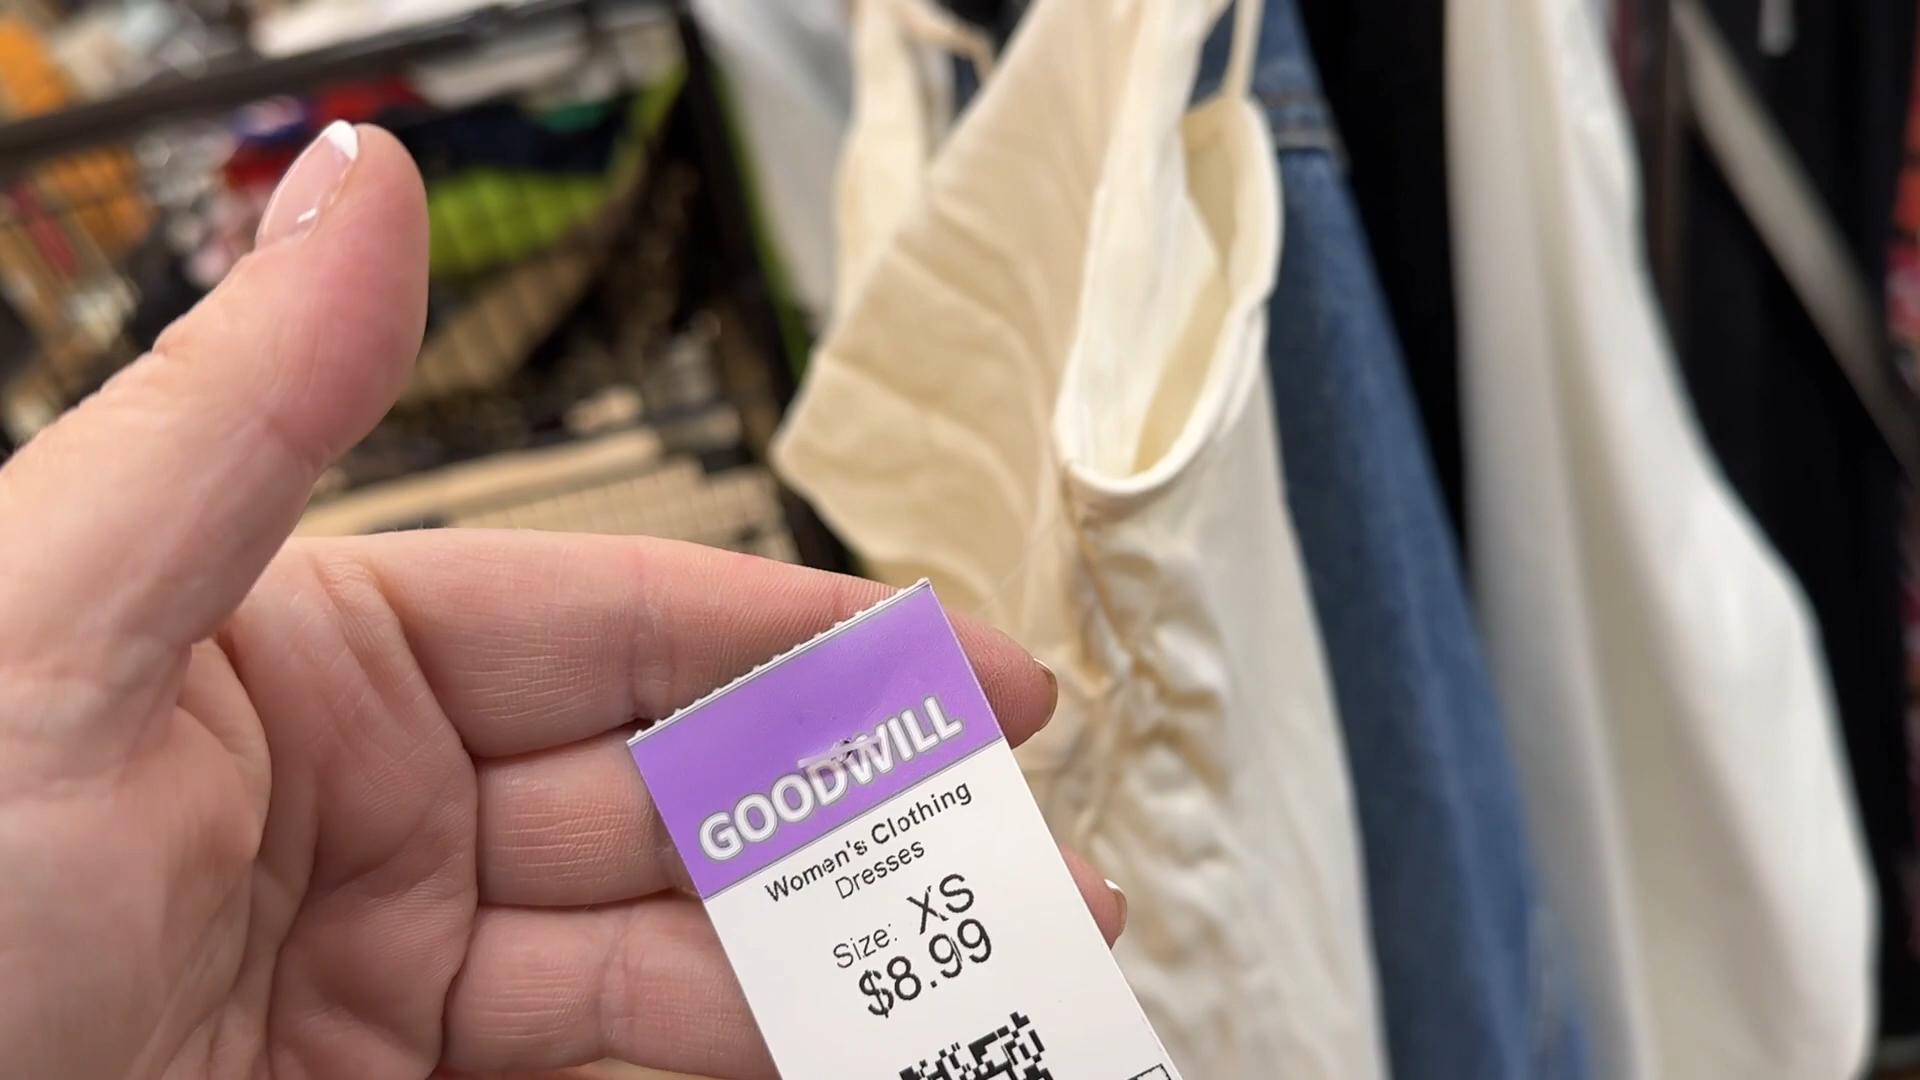 GOODWILL
Women's Clothing
Dresses
Size: XS
$8.99